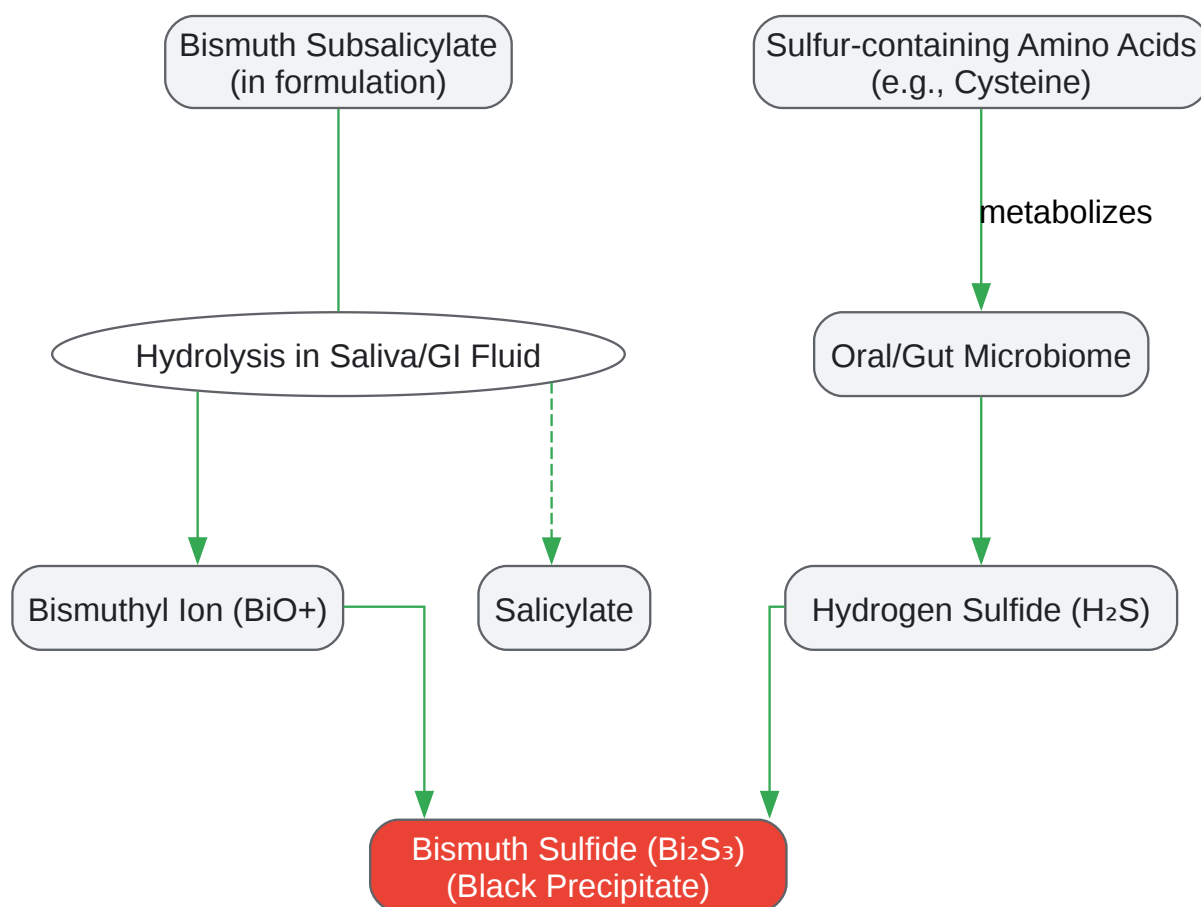 Bismuth Subsalicylate
(in formulation)
Sulfur-containing Amino Acids
(e.g., Cysteine)
metabolizes
Hydrolysis in Saliva/GI Fluid
Oral/Gut Microbiome
Bismuthyl Ion (BiO+)
Salicylate
Hydrogen Sulfide (H₂S)
Bismuth Sulfide (Bi₂S₃)
(Black Precipitate)